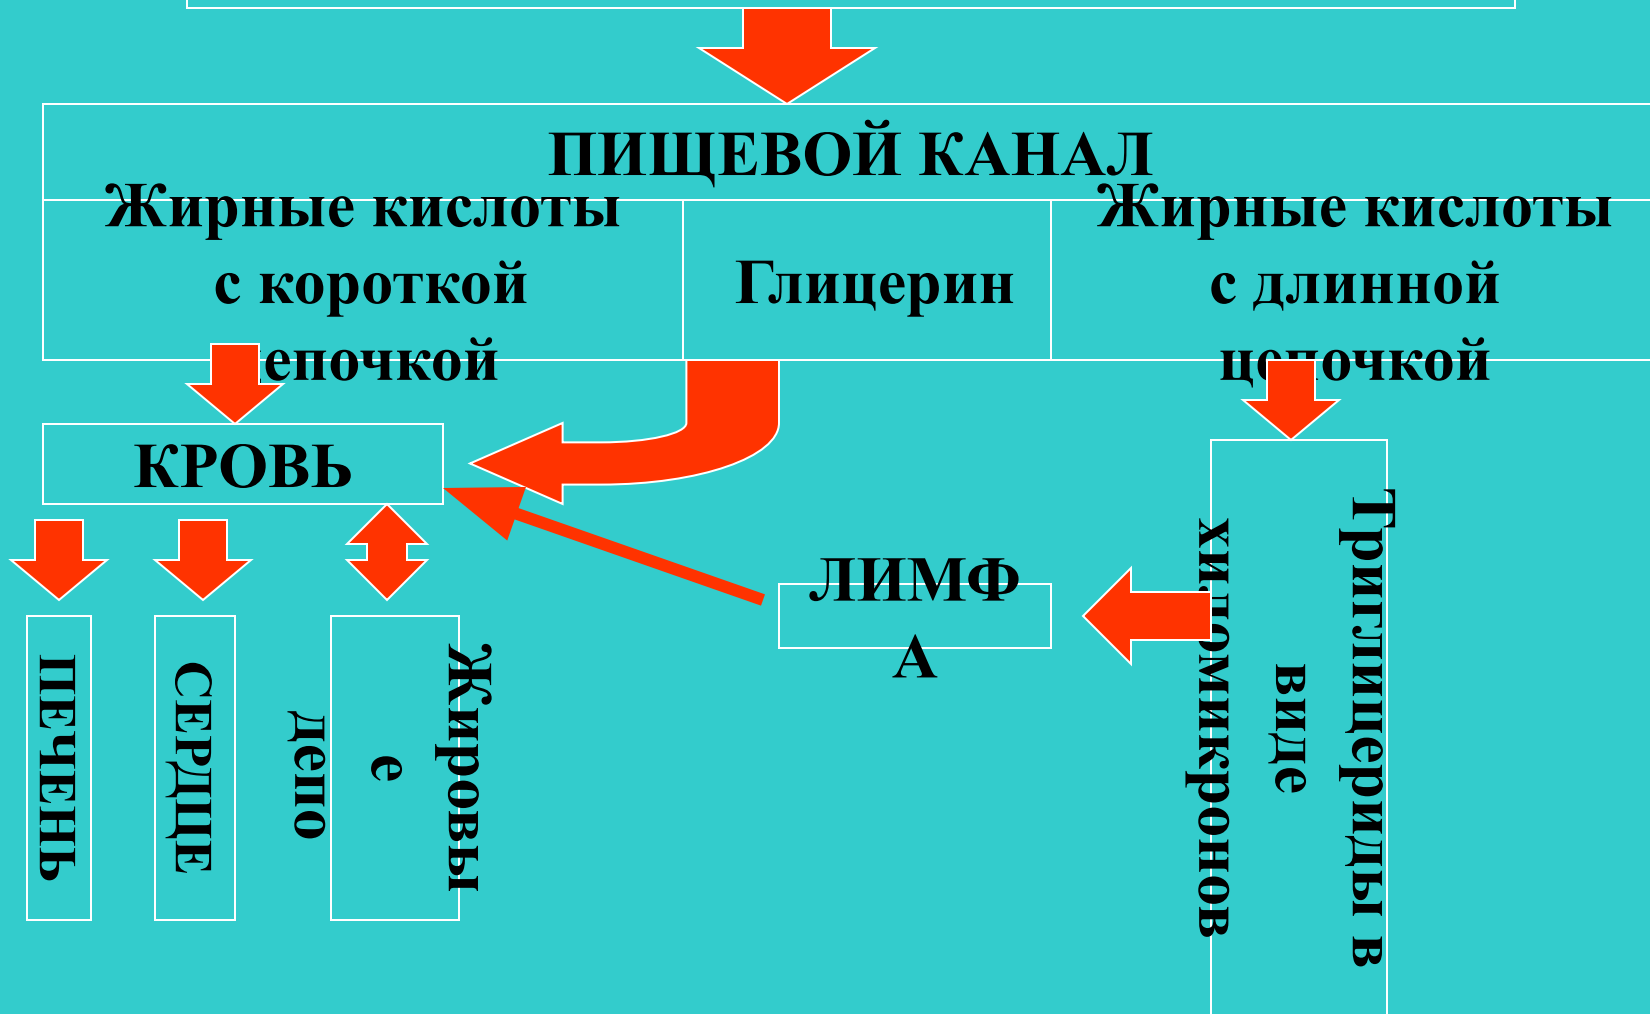 ПИЩЕВОЙ КАНАЛ
Жирные кислоты
с короткой
цепочкой
Глицерин
Жирные кислоты
с длинной
цепочкой
КРОВЬ
ЛИМФ
А
Триглицериды в
виде
хиломикронов
ПЕЧЕНЬ
СЕРДЦЕ
Жировы
е
депо